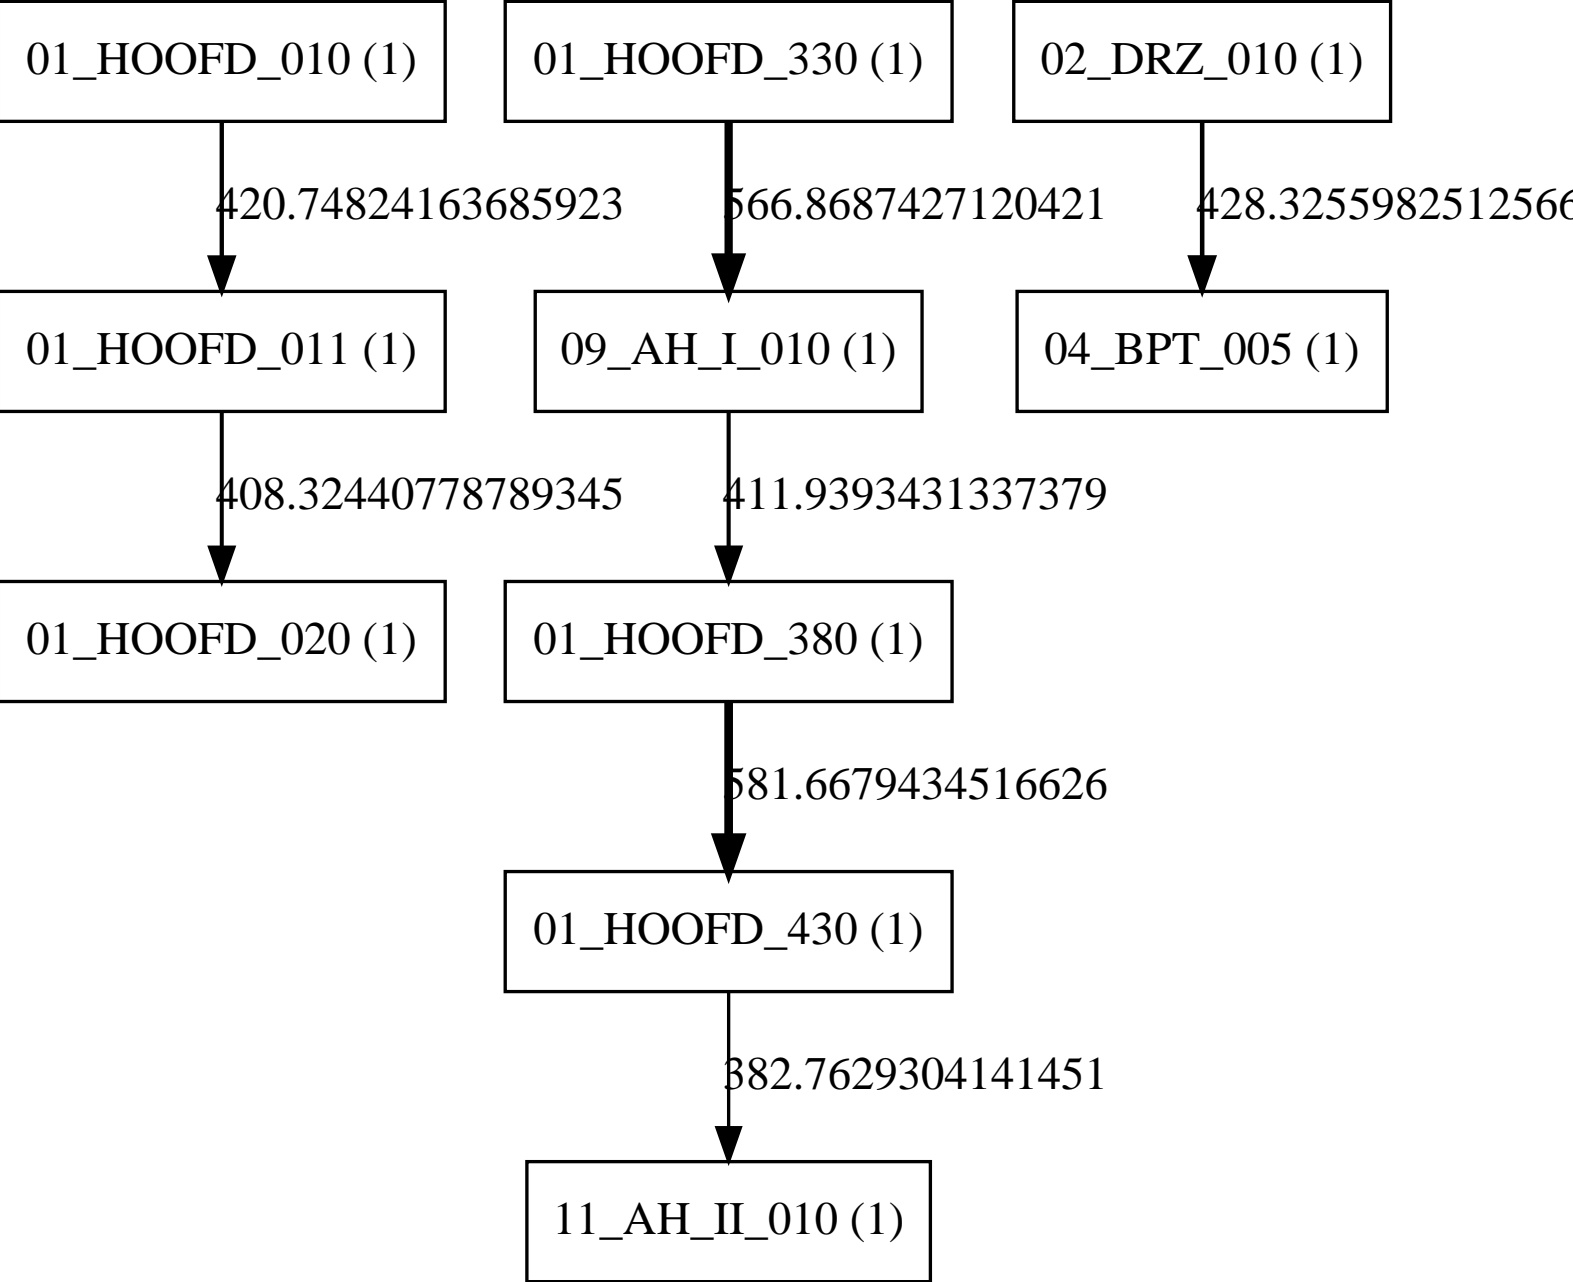 01_HOOFD_010 (1)
01_HOOFD_330 (1)
02_DRZ_010 (1)
420.74824163685923
566.8687427120421
428.3255982512566
01_HOOFD_011 (1)
09_AH_I_010 (1)
04_BPT_005 (1)
408.32440778789345
411.9393431337379
01_HOOFD_020 (1)
01_HOOFD_380 (1)
581.6679434516626
01_HOOFD_430 (1)
382.7629304141451
11_AH_II_010 (1)